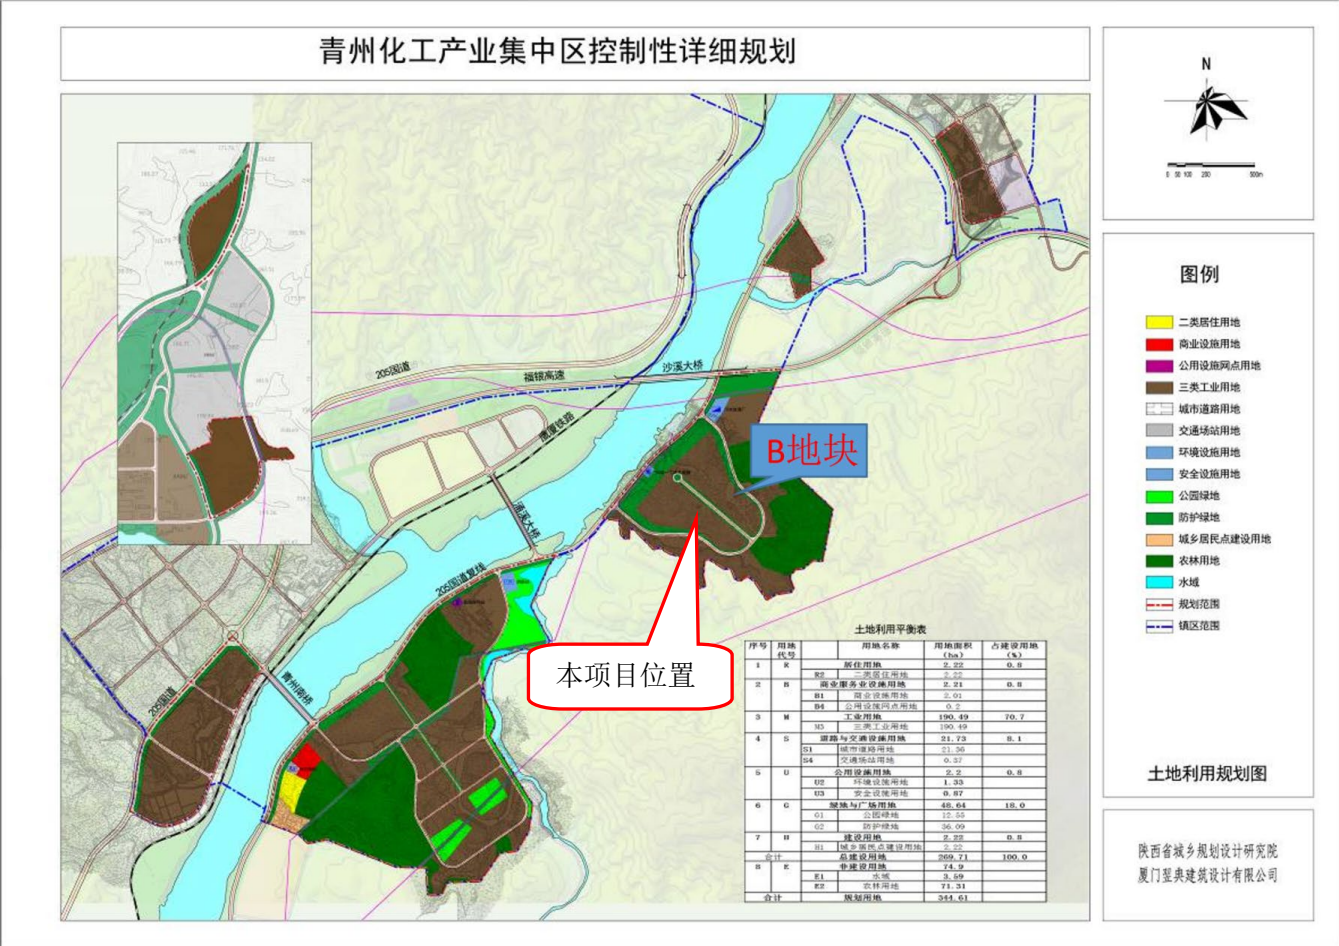 青州化工产业集中区控制性详细规划
N
0 50 100 200 500m
图例
二类居住用地
商业设施用地
公用设施网点用地
三类工业用地
城市道路用地
交通场站用地
环境设施用地
安全设施用地
公园绿地
防护绿地
城乡居民点建设用地
农林用地
水域
规划范围
镇区范围
土地利用规划图
陕西省城乡规划设计研究院
厦门翌奥建筑设计有限公司
205国道
福银高速
沙溪大桥
鹰厦铁路
涌溪大桥
B地块
205国道复线
本项目位置
青州南桥
205国道
土地利用平衡表
序号 用地代号 用地名称 用地面积(ha) 占建设用地(%)
1 R 居住用地 2.22 0.8
R2 二类居住用地 2.22
2 B 商业服务业设施用地 2.21 0.8
B1 商业设施用地 2.01
B4 公用设施网点用地 0.2
3 M 工业用地 190.49 70.7
M3 三类工业用地 190.49
4 S 道路与交通设施用地 21.73 8.1
S1 城市道路用地 21.36
S4 交通场站用地 0.37
5 U 公用设施用地 2.2 0.8
U2 环境设施用地 1.33
U3 安全设施用地 0.87
6 G 绿地与广场用地 48.64 18.0
G1 公园绿地 12.55
G2 防护绿地 36.09
7 H 建设用地 2.22 0.8
H1 城乡居民点建设用地 2.22
合计 总建设用地 269.71 100.0
8 E 非建设用地 74.9
E1 水域 3.59
E2 农林用地 71.31
合计 规划用地 344.61